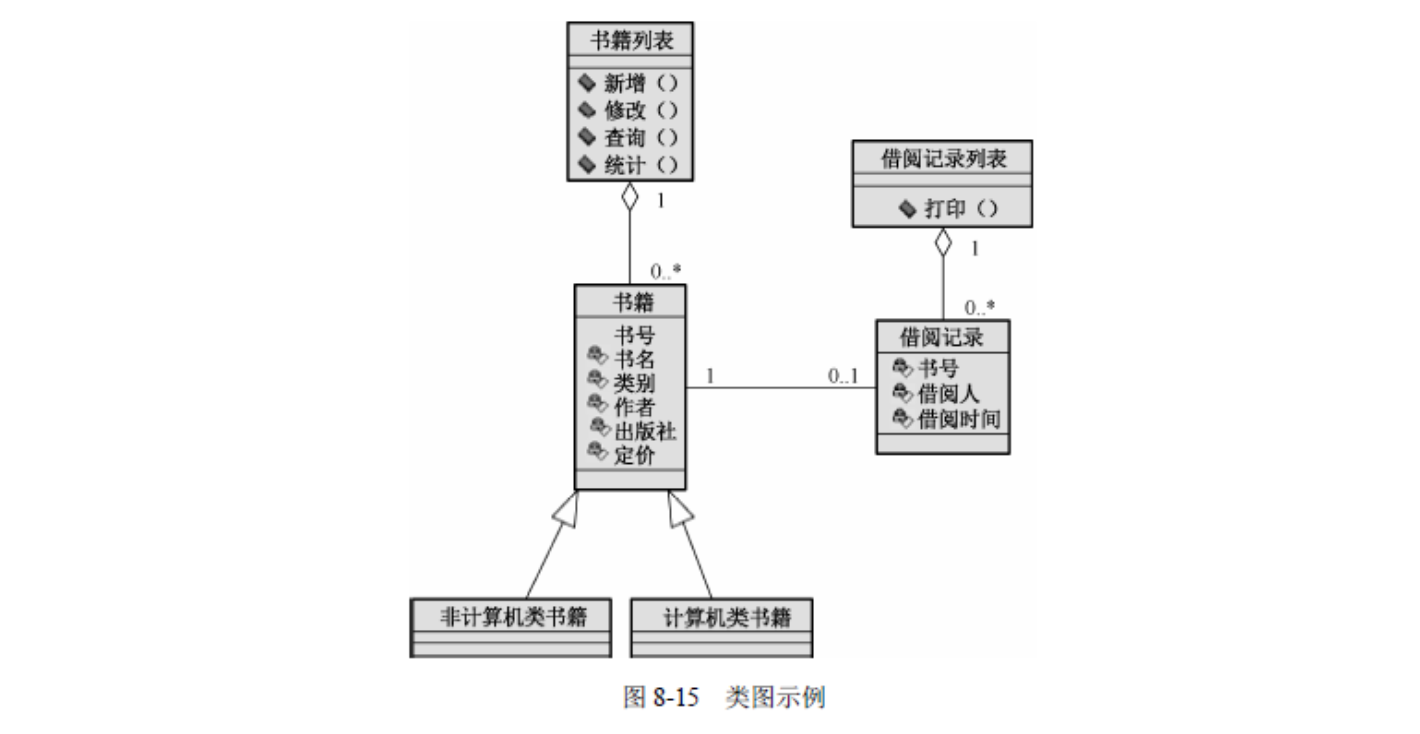 书籍列表
新增（）
修改（）
查询（）
统计（）
1
0..*
借阅记录列表
打印（）
1
0..*
书籍
书号
书名
类别
作者
出版社
定价
1
0..1
借阅记录
书号
借阅人
借阅时间
非计算机类书籍
计算机类书籍
图 8-15 类图示例